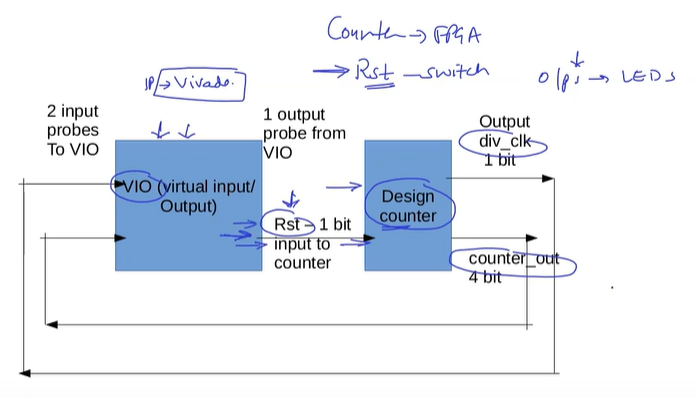 Counter → FPGA
→ Rst - switch
O/ps → LEDs
IP → Vivado.
2 input
probes
To VIO
1 output
probe from
VIO
Output
div_clk
1 bit
VIO (virtual input/
Output)
Rst – 1 bit
input to
counter
Design
counter
counter_out
4 bit